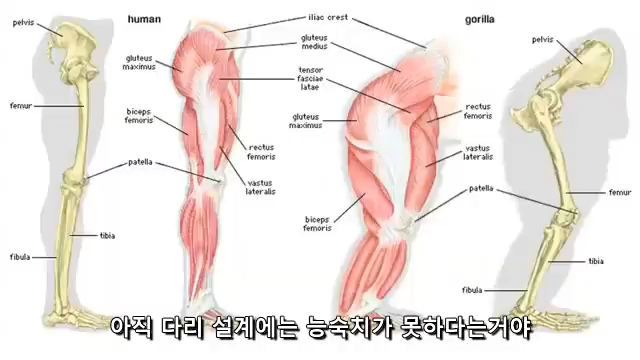 human
gorilla
pelvis
femur
fibula
tibia
patella
gluteus
maximus
biceps
femoris
iliac crest
gluteus
medius
tensor
fasciae
latae
rectus
femoris
vastus
lateralis
gluteus
maximus
biceps
femoris
rectus
femoris
vastus
lateralis
patella
pelvis
femur
tibia
fibula
아직 다리 설계에는 능숙치가 못하다는거야